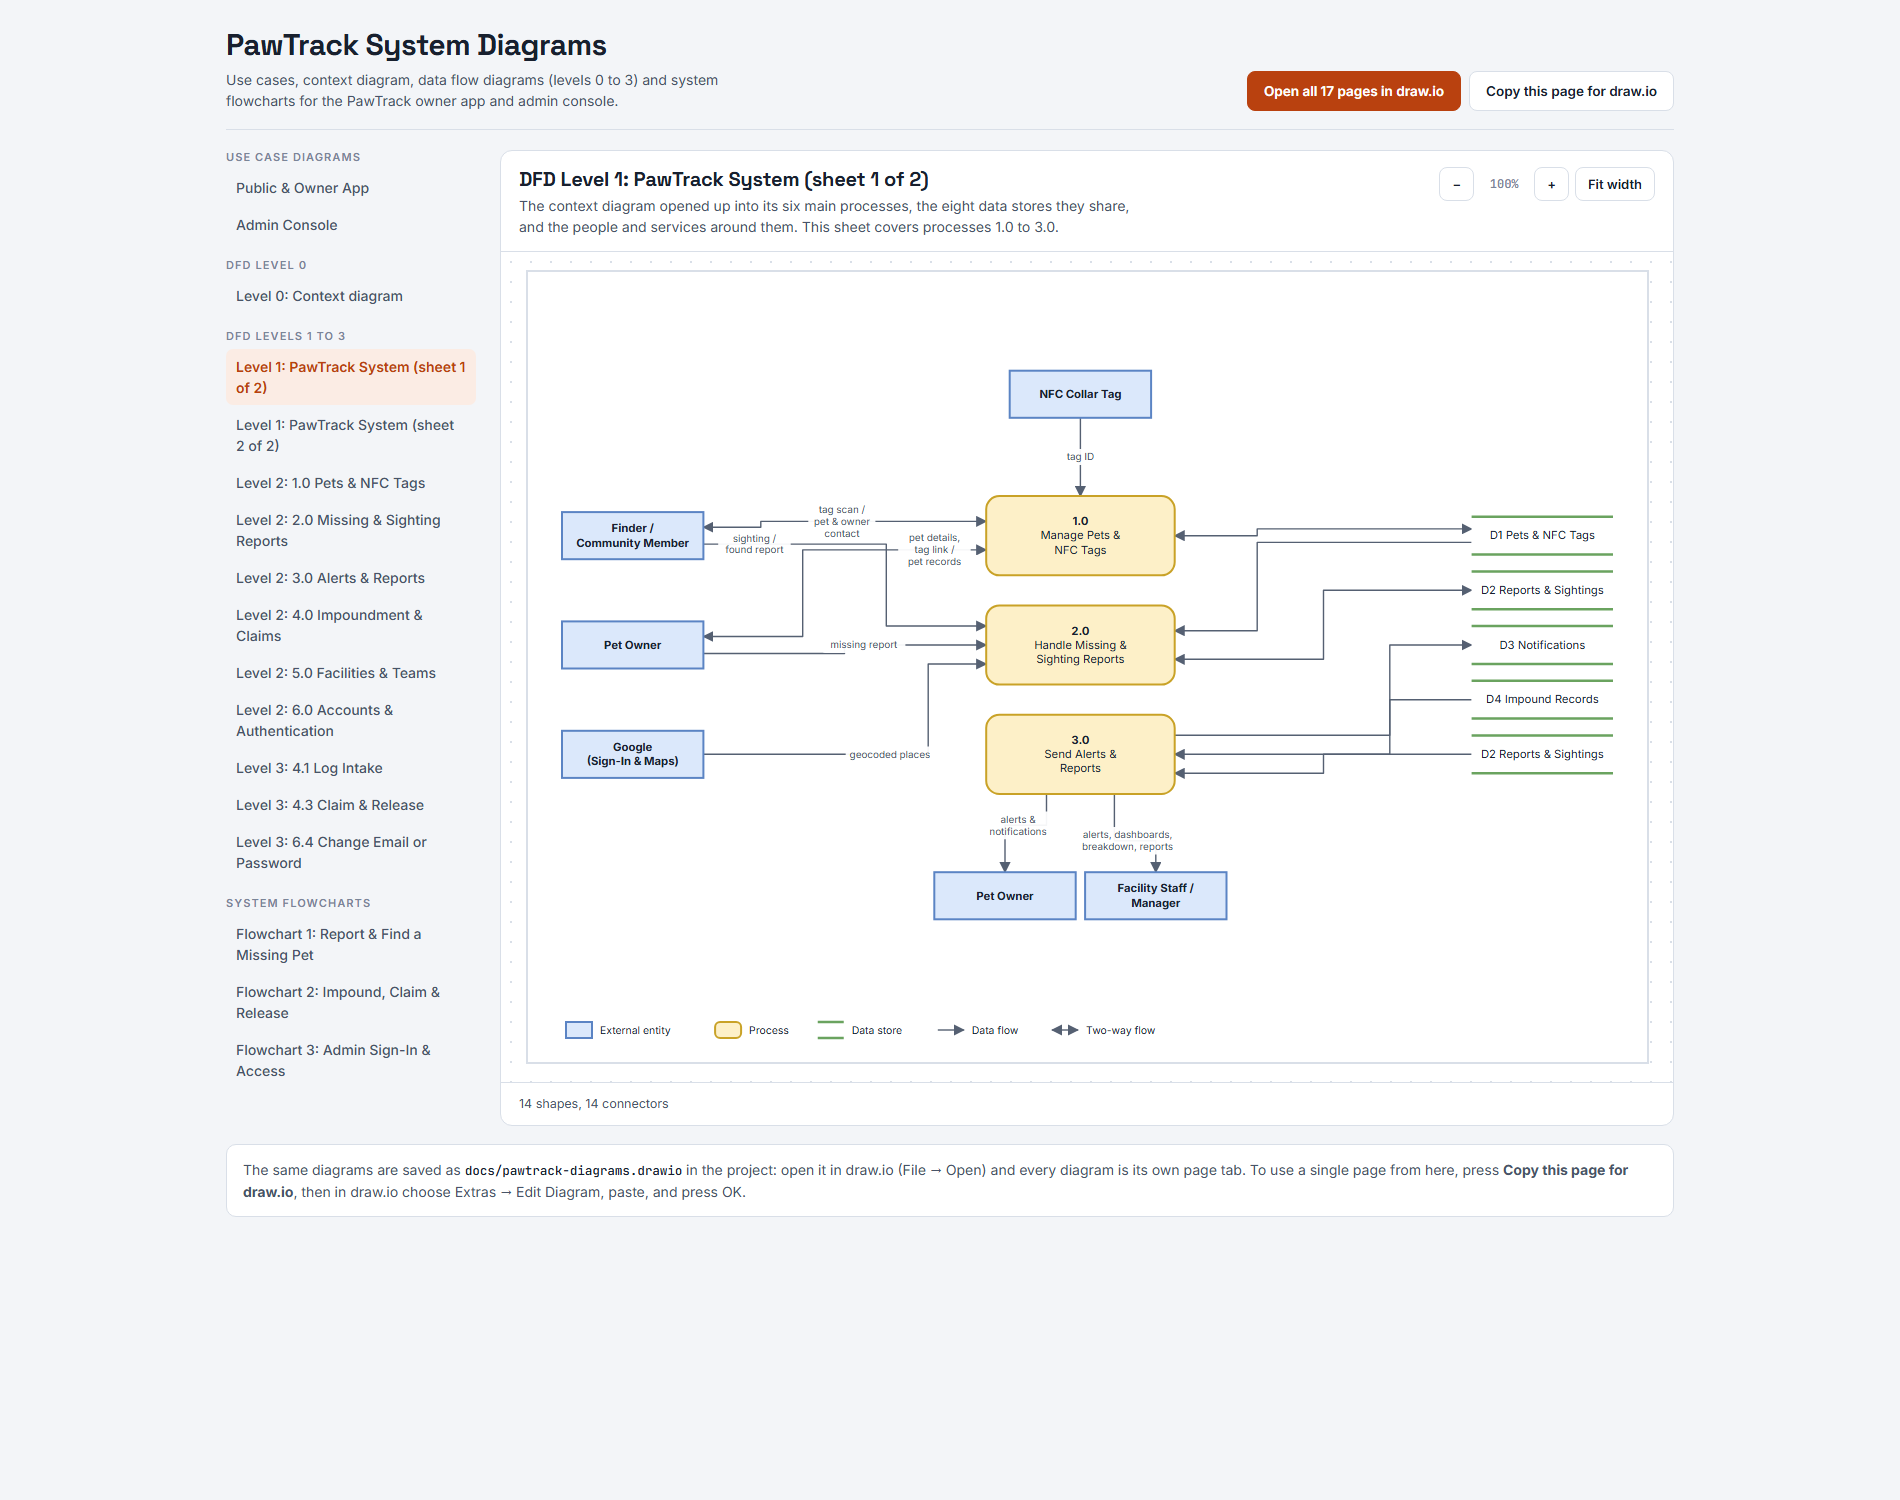 PawTrack System Diagrams
Use cases, context diagram, data flow diagrams (levels 0 to 3) and system
flowcharts for the PawTrack owner app and admin console.
Open all 17 pages in draw.io
Copy this page for draw.io
USE CASE DIAGRAMS
Public & Owner App
Admin Console
DFD LEVEL 0
Level 0: Context diagram
DFD LEVELS 1 TO 3
Level 1: PawTrack System (sheet 1
of 2)
Level 1: PawTrack System (sheet
2 of 2)
Level 2: 1.0 Pets & NFC Tags
Level 2: 2.0 Missing & Sighting
Reports
Level 2: 3.0 Alerts & Reports
Level 2: 4.0 Impoundment &
Claims
Level 2: 5.0 Facilities & Teams
Level 2: 6.0 Accounts &
Authentication
Level 3: 4.1 Log Intake
Level 3: 4.3 Claim & Release
Level 3: 6.4 Change Email or
Password
SYSTEM FLOWCHARTS
Flowchart 1: Report & Find a
Missing Pet
Flowchart 2: Impound, Claim &
Release
Flowchart 3: Admin Sign-In &
Access
DFD Level 1: PawTrack System (sheet 1 of 2)
The context diagram opened up into its six main processes, the eight data stores they share,
and the people and services around them. This sheet covers processes 1.0 to 3.0.
−
100%
+
Fit width
NFC Collar Tag
tag ID
Finder /
Community Member
tag scan /
pet & owner
contact
sighting /
found report
pet details,
tag link /
pet records
1.0
Manage Pets &
NFC Tags
D1 Pets & NFC Tags
D2 Reports & Sightings
Pet Owner
missing report
2.0
Handle Missing &
Sighting Reports
D3 Notifications
D4 Impound Records
Google
(Sign-In & Maps)
geocoded places
3.0
Send Alerts &
Reports
D2 Reports & Sightings
alerts &
notifications
alerts, dashboards,
breakdown, reports
Pet Owner
Facility Staff /
Manager
External entity
Process
Data store
Data flow
Two-way flow
14 shapes, 14 connectors
The same diagrams are saved as docs/pawtrack-diagrams.drawio in the project: open it in draw.io (File → Open) and every diagram is its own page tab. To use a single page from here, press Copy this page for
draw.io, then in draw.io choose Extras → Edit Diagram, paste, and press OK.